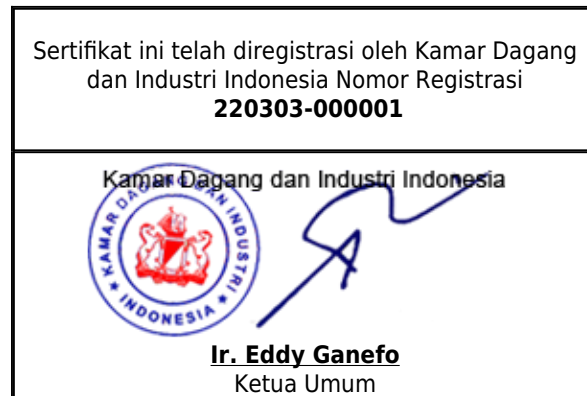 Sertifikat ini telah diregistrasi oleh Kamar Dagang
dan Industri Indonesia Nomor Registrasi
220303-000001
Kamar Dagang dan Industri Indonesia
KAMAR DAGANG DAN INDUSTRI
INDONESIA
Ir. Eddy Ganefo
Ketua Umum